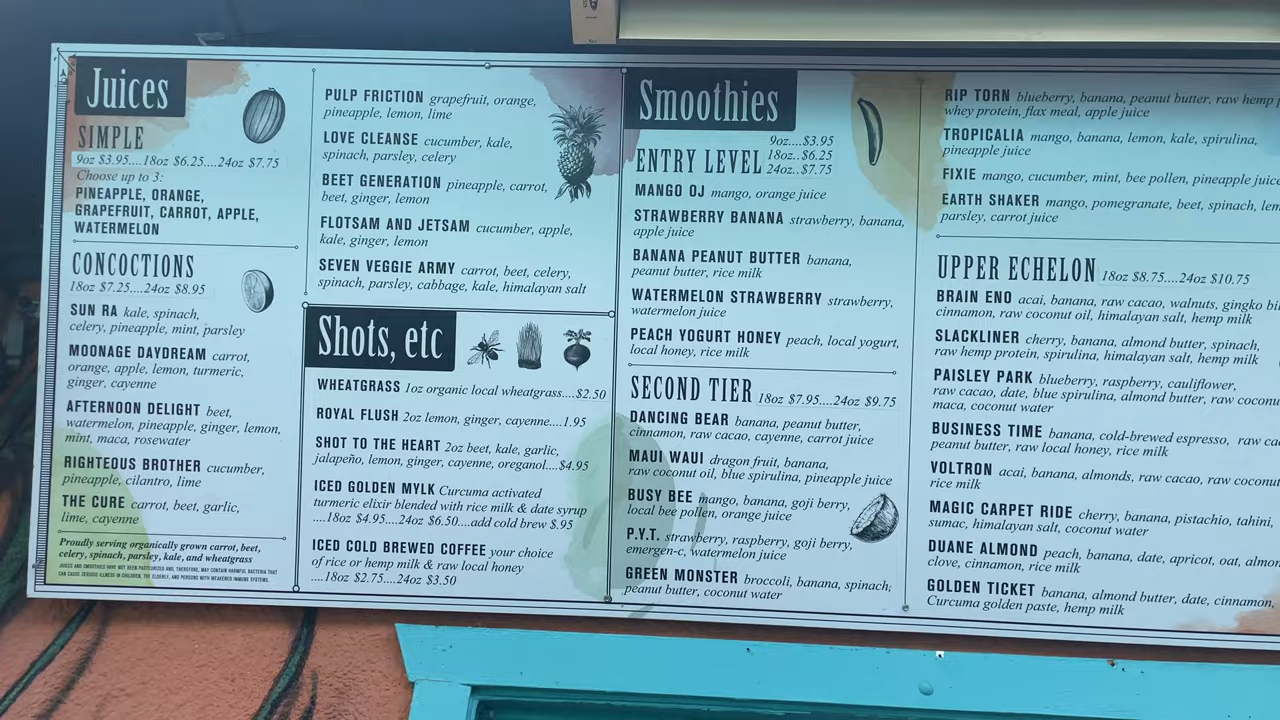 Juices
SIMPLE
9oz $3.95....18oz $6.25....24oz $7.75
Choose up to 3:
PINEAPPLE, ORANGE,
GRAPEFRUIT, CARROT, APPLE,
WATERMELON
CONCOCTIONS
18oz $7.25....24oz $8.95
SUN RA kale, spinach,
celery, pineapple, mint, parsley
MOONAGE DAYDREAM carrot,
orange, apple, lemon, turmeric,
ginger, cayenne
AFTERNOON DELIGHT beet,
watermelon, pineapple, ginger, lemon,
mint, maca, rosewater
RIGHTEOUS BROTHER cucumber,
pineapple, cilantro, lime
THE CURE carrot, beet, garlic,
lime, cayenne
Proudly serving organically grown carrot, beet,
celery, spinach, parsley, kale, and wheatgrass
JUICES AND SMOOTHIES HAVE NOT BEEN PASTEURIZED AND, THEREFORE, MAY CONTAIN HARMFUL BACTERIA THAT
CAN CAUSE SERIOUS ILLNESS IN CHILDREN, THE ELDERLY, AND PERSONS WITH WEAKENED IMMUNE SYSTEMS.
PULP FRICTION grapefruit, orange,
pineapple, lemon, lime
LOVE CLEANSE cucumber, kale,
spinach, parsley, celery
BEET GENERATION pineapple, carrot,
beet, ginger, lemon
FLOTSAM AND JETSAM cucumber, apple,
kale, ginger, lemon
SEVEN VEGGIE ARMY carrot, beet, celery,
spinach, parsley, cabbage, kale, himalayan salt
Shots, etc
WHEATGRASS 1oz organic local wheatgrass....$2.50
ROYAL FLUSH 2oz lemon, ginger, cayenne....1.95
SHOT TO THE HEART 2oz beet, kale, garlic,
jalapeño, lemon, ginger, cayenne, oreganol....$4.95
ICED GOLDEN MYLK Curcuma activated
turmeric elixir blended with rice milk & date syrup
....18oz $4.95....24oz $6.50....add cold brew $.95
ICED COLD BREWED COFFEE your choice
of rice or hemp milk & raw local honey
....18oz $2.75....24oz $3.50
Smoothies
ENTRY LEVEL
9oz....$3.95
18oz..$6.25
24oz..$7.75
MANGO OJ mango, orange juice
STRAWBERRY BANANA strawberry, banana,
apple juice
BANANA PEANUT BUTTER banana,
peanut butter, rice milk
WATERMELON STRAWBERRY strawberry,
watermelon juice
PEACH YOGURT HONEY peach, local yogurt,
local honey, rice milk
SECOND TIER 18oz $7.95....24oz $9.75
DANCING BEAR banana, peanut butter,
cinnamon, raw cacao, cayenne, carrot juice
MAUI WAUI dragon fruit, banana,
raw coconut oil, blue spirulina, pineapple juice
BUSY BEE mango, banana, goji berry,
local bee pollen, orange juice
P.Y.T. strawberry, raspberry, goji berry,
emergen-c, watermelon juice
GREEN MONSTER broccoli, banana, spinach,
peanut butter, coconut water
RIP TORN blueberry, banana, peanut butter, raw hemp
whey protein, flax meal, apple juice
TROPICALIA mango, banana, lemon, kale, spirulina,
pineapple juice
FIXIE mango, cucumber, mint, bee pollen, pineapple juice
EARTH SHAKER mango, pomegranate, beet, spinach,
parsley, carrot juice
UPPER ECHELON 18oz $8.75....24oz $10.75
BRAIN ENO acai, banana, raw cacao, walnuts, gingko
cinnamon, raw coconut oil, himalayan salt, hemp milk
SLACKLINER cherry, banana, almond butter, spinach,
raw hemp protein, spirulina, himalayan salt, hemp milk
PAISLEY PARK blueberry, raspberry, cauliflower,
raw cacao, date, blue spirulina, almond butter, raw
maca, coconut water
BUSINESS TIME banana, cold-brewed espresso, raw
peanut butter, raw local honey, rice milk
VOLTRON acai, banana, almonds, raw cacao, raw coconut
rice milk
MAGIC CARPET RIDE cherry, banana, pistachio, tahini,
sumac, himalayan salt, coconut water
DUANE ALMOND peach, banana, date, apricot, oat,
clove, cinnamon, rice milk
GOLDEN TICKET banana, almond butter, date, cinnamon,
Curcuma golden paste, hemp milk